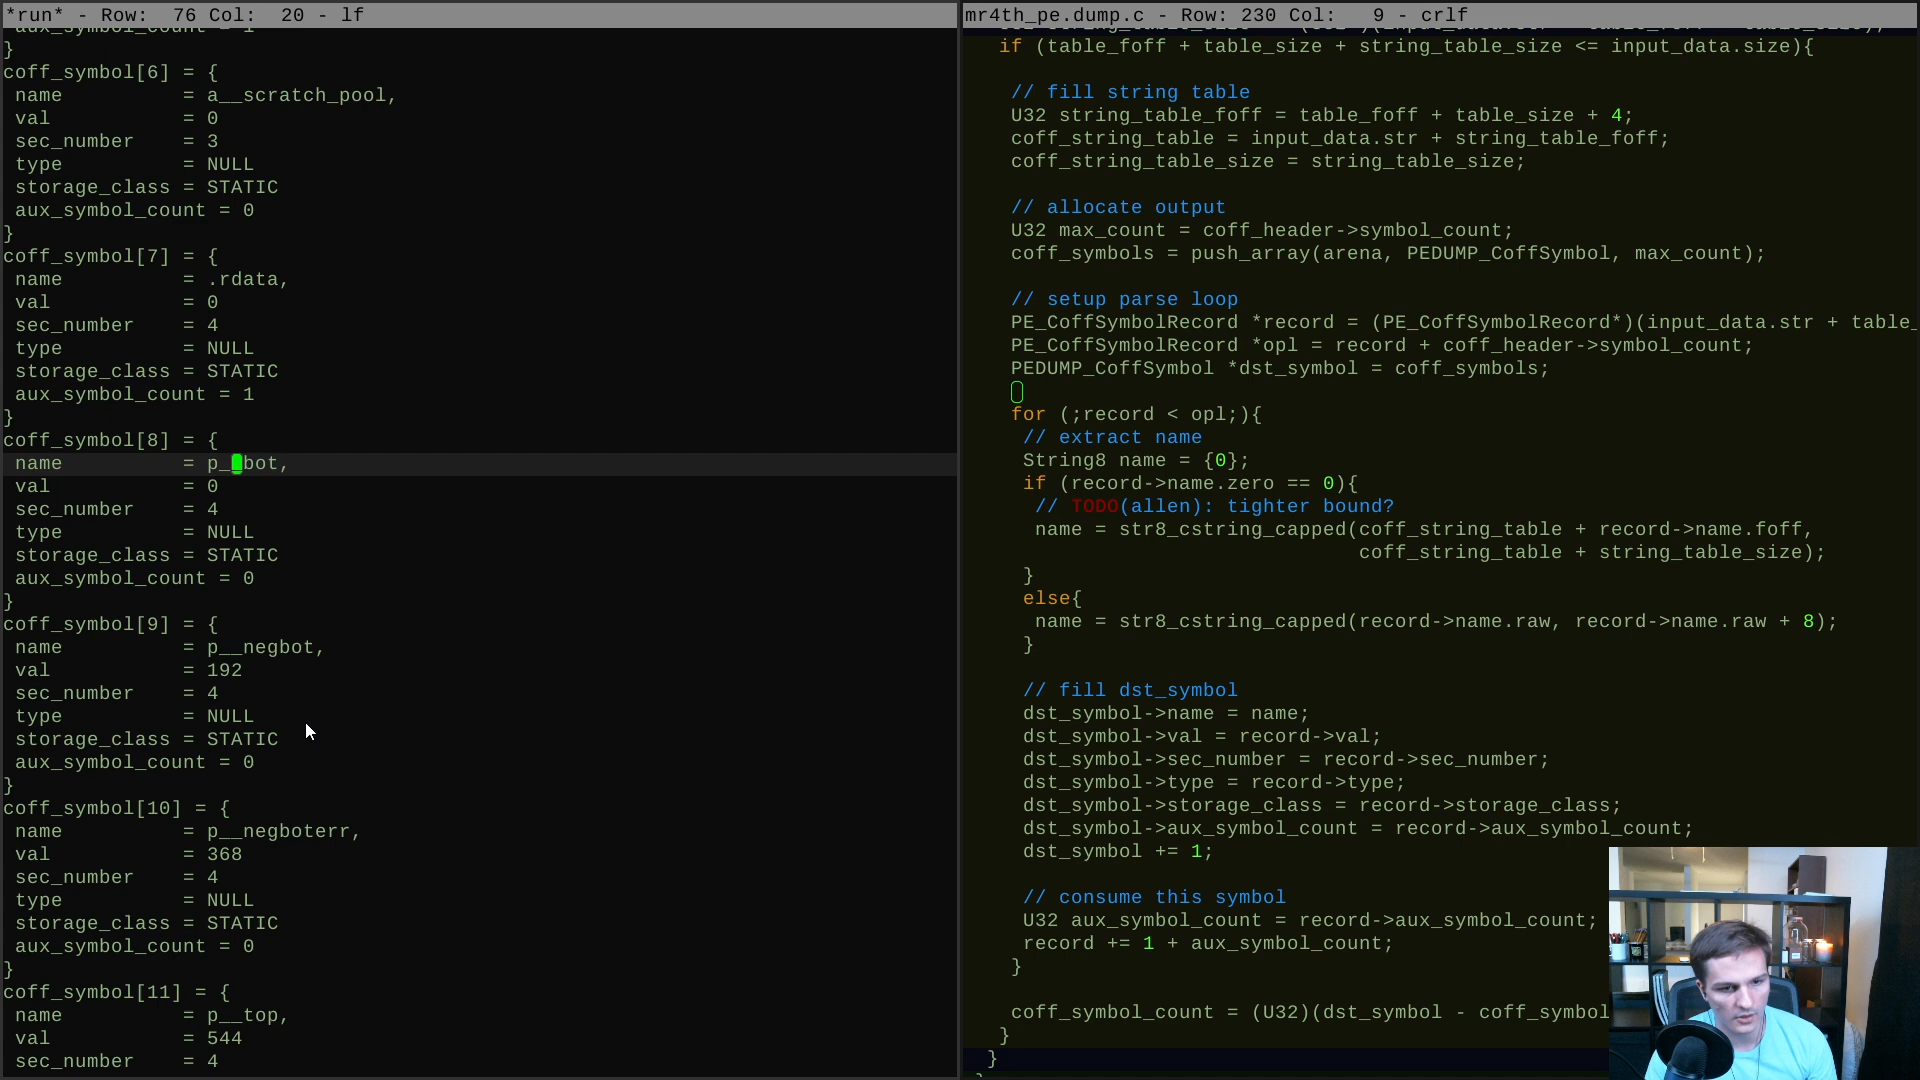 *run* - Row:  76 Col:  20 - lf
aux_symbol_count = 1
}
coff_symbol[6] = {
 name          = a__scratch_pool,
 val           = 0
 sec_number    = 3
 type          = NULL
 storage_class = STATIC
 aux_symbol_count = 0
}
coff_symbol[7] = {
 name          = .rdata,
 val           = 0
 sec_number    = 4
 type          = NULL
 storage_class = STATIC
 aux_symbol_count = 1
}
coff_symbol[8] = {
 name          = p__bot,
 val           = 0
 sec_number    = 4
 type          = NULL
 storage_class = STATIC
 aux_symbol_count = 0
}
coff_symbol[9] = {
 name          = p__negbot,
 val           = 192
 sec_number    = 4
 type          = NULL
 storage_class = STATIC
 aux_symbol_count = 0
}
coff_symbol[10] = {
 name          = p__negboterr,
 val           = 368
 sec_number    = 4
 type          = NULL
 storage_class = STATIC
 aux_symbol_count = 0
}
coff_symbol[11] = {
 name          = p__top,
 val           = 544
 sec_number    = 4
mr4th_pe.dump.c - Row: 230 Col:   9 - crlf
if (table_foff + table_size + string_table_size <= input_data.size){
// fill string table
U32 string_table_foff = table_foff + table_size + 4;
coff_string_table = input_data.str + string_table_foff;
coff_string_table_size = string_table_size;
// allocate output
U32 max_count = coff_header->symbol_count;
coff_symbols = push_array(arena, PEDUMP_CoffSymbol, max_count);
// setup parse loop
PE_CoffSymbolRecord *record = (PE_CoffSymbolRecord*)(input_data.str + table_
PE_CoffSymbolRecord *opl = record + coff_header->symbol_count;
PEDUMP_CoffSymbol *dst_symbol = coff_symbols;
for (;record < opl;){
// extract name
String8 name = {0};
if (record->name.zero == 0){
// TODO(allen): tighter bound?
name = str8_cstring_capped(coff_string_table + record->name.foff,
coff_string_table + string_table_size);
}
else{
name = str8_cstring_capped(record->name.raw, record->name.raw + 8);
}
// fill dst_symbol
dst_symbol->name = name;
dst_symbol->val = record->val;
dst_symbol->sec_number = record->sec_number;
dst_symbol->type = record->type;
dst_symbol->storage_class = record->storage_class;
dst_symbol->aux_symbol_count = record->aux_symbol_count;
dst_symbol += 1;
// consume this symbol
U32 aux_symbol_count = record->aux_symbol_count;
record += 1 + aux_symbol_count;
}
coff_symbol_count = (U32)(dst_symbol - coff_symbol
}
}